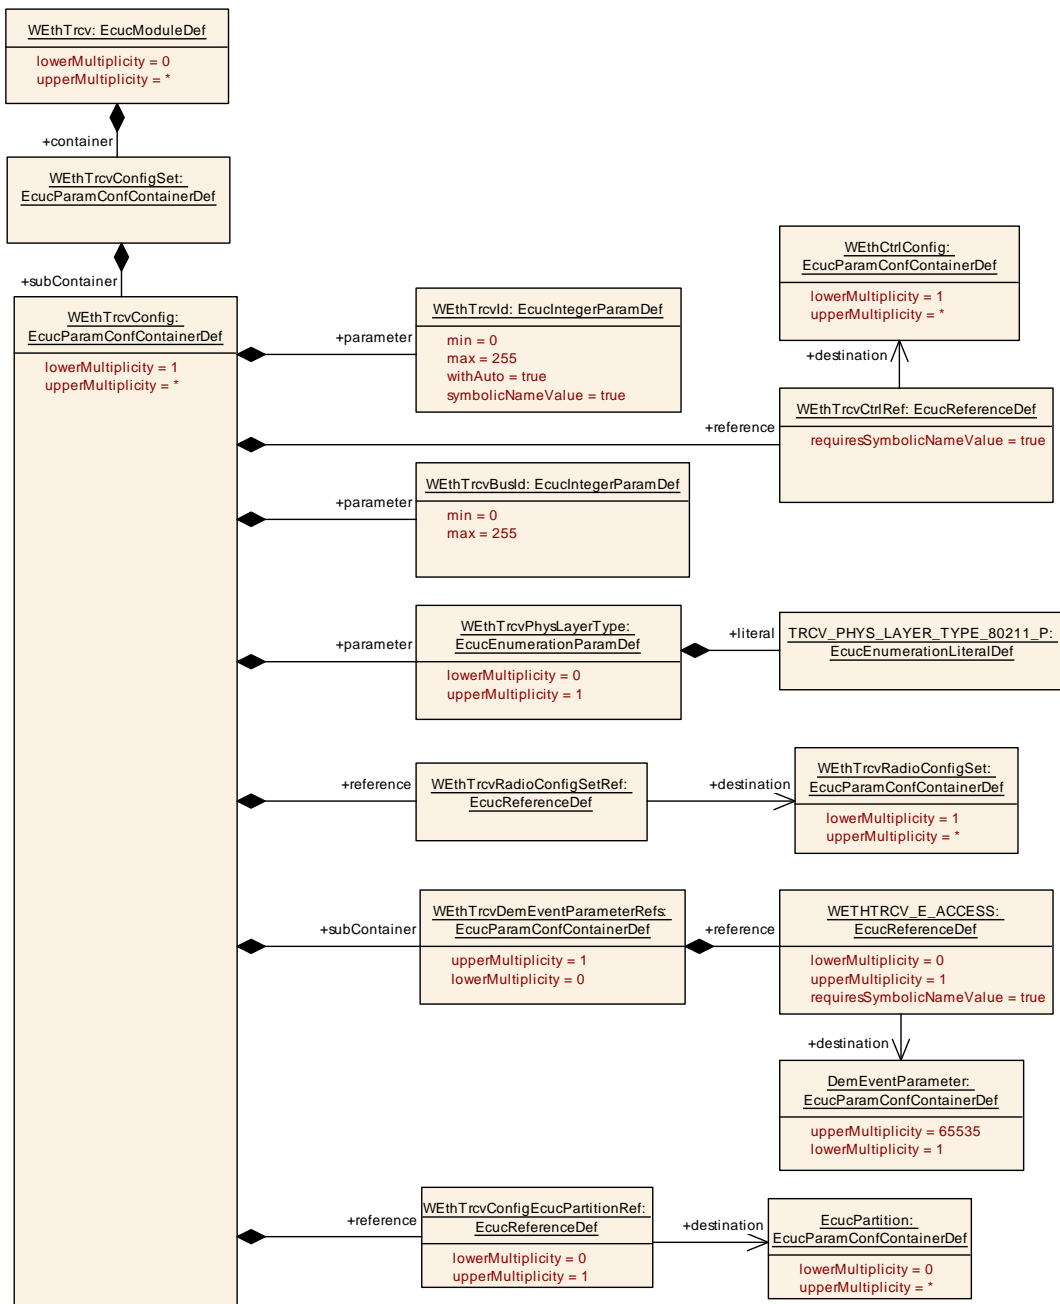 WEthTrcv: EcucModuleDef
lowerMultiplicity = 0
upperMultiplicity = *
+container
WEthTrcvConfigSet:
EcucParamConfContainerDef
+subContainer
WEthTrcvConfig:
EcucParamConfContainerDef
lowerMultiplicity = 1
upperMultiplicity = *
+parameter
WEthTrcvId: EcucIntegerParamDef
min = 0
max = 255
withAuto = true
symbolicNameValue = true
WEthCtrlConfig:
EcucParamConfContainerDef
lowerMultiplicity = 1
upperMultiplicity = *
+destination
+reference
WEthTrcvCtrlRef: EcucReferenceDef
requiresSymbolicNameValue = true
+parameter
WEthTrcvBusId: EcucIntegerParamDef
min = 0
max = 255
+parameter
WEthTrcvPhysLayerType:
EcucEnumerationParamDef
lowerMultiplicity = 0
upperMultiplicity = 1
+literal
TRCV_PHYS_LAYER_TYPE_80211_P:
EcucEnumerationLiteralDef
+reference
WEthTrcvRadioConfigSetRef:
EcucReferenceDef
+destination
WEthTrcvRadioConfigSet:
EcucParamConfContainerDef
lowerMultiplicity = 1
upperMultiplicity = *
+subContainer
WEthTrcvDemEventParameterRefs:
EcucParamConfContainerDef
upperMultiplicity = 1
lowerMultiplicity = 0
+reference
WETHTRCV_E_ACCESS:
EcucReferenceDef
lowerMultiplicity = 0
upperMultiplicity = 1
requiresSymbolicNameValue = true
+destination
DemEventParameter:
EcucParamConfContainerDef
upperMultiplicity = 65535
lowerMultiplicity = 1
+reference
WEthTrcvConfigEcucPartitionRef:
EcucReferenceDef
lowerMultiplicity = 0
upperMultiplicity = 1
+destination
EcucPartition:
EcucParamConfContainerDef
lowerMultiplicity = 0
upperMultiplicity = *